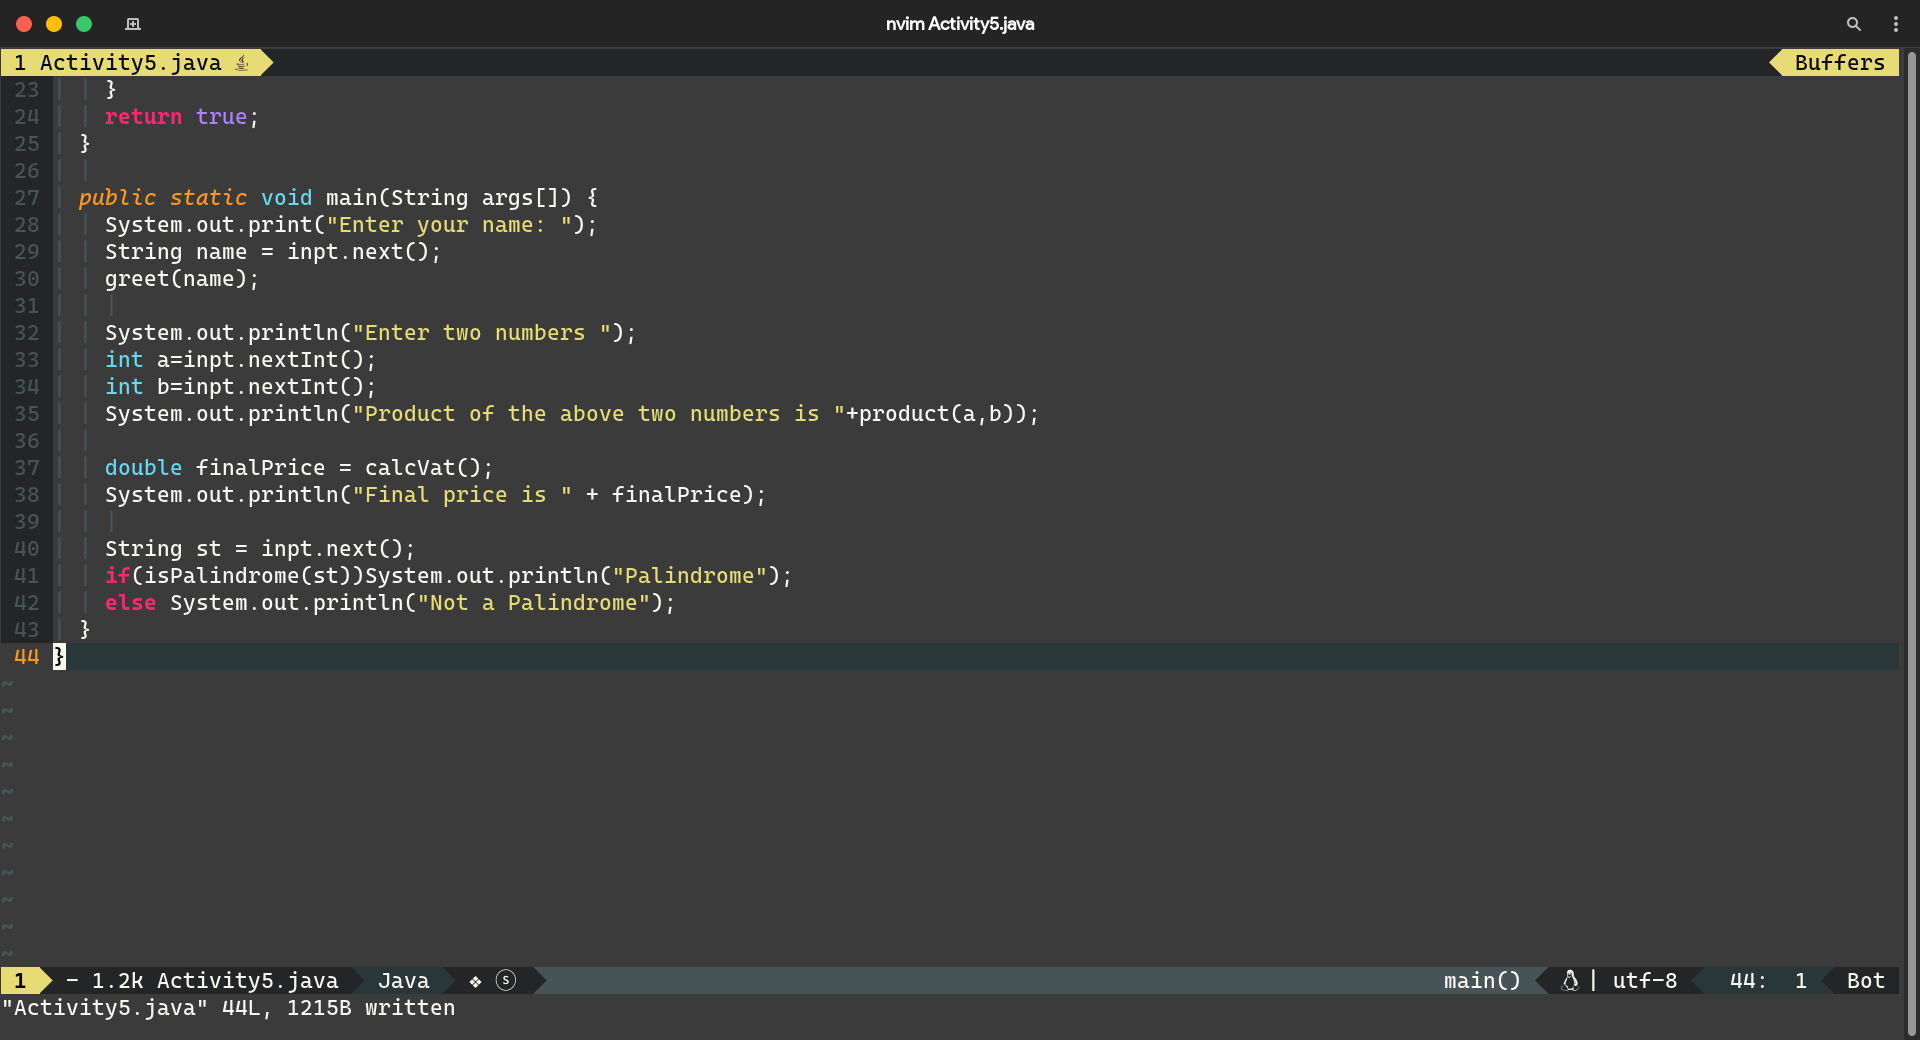 nvim Activity5.java
1 Activity5.java
Buffers
23 }
24 return true;
25 }
26
27 public static void main(String args[]) {
28 System.out.print("Enter your name: ");
29 String name = inpt.next();
30 greet(name);
31
32 System.out.println("Enter two numbers ");
33 int a=inpt.nextInt();
34 int b=inpt.nextInt();
35 System.out.println("Product of the above two numbers is "+product(a,b));
36
37 double finalPrice = calcVat();
38 System.out.println("Final price is " + finalPrice);
39
40 String st = inpt.next();
41 if(isPalindrome(st))System.out.println("Palindrome");
42 else System.out.println("Not a Palindrome");
43 }
44 }
~
~
~
~
~
~
~
~
~
~
~
1 - 1.2k Activity5.java Java ❖ Ⓢ main() | utf-8 44: 1 Bot
"Activity5.java" 44L, 1215B written